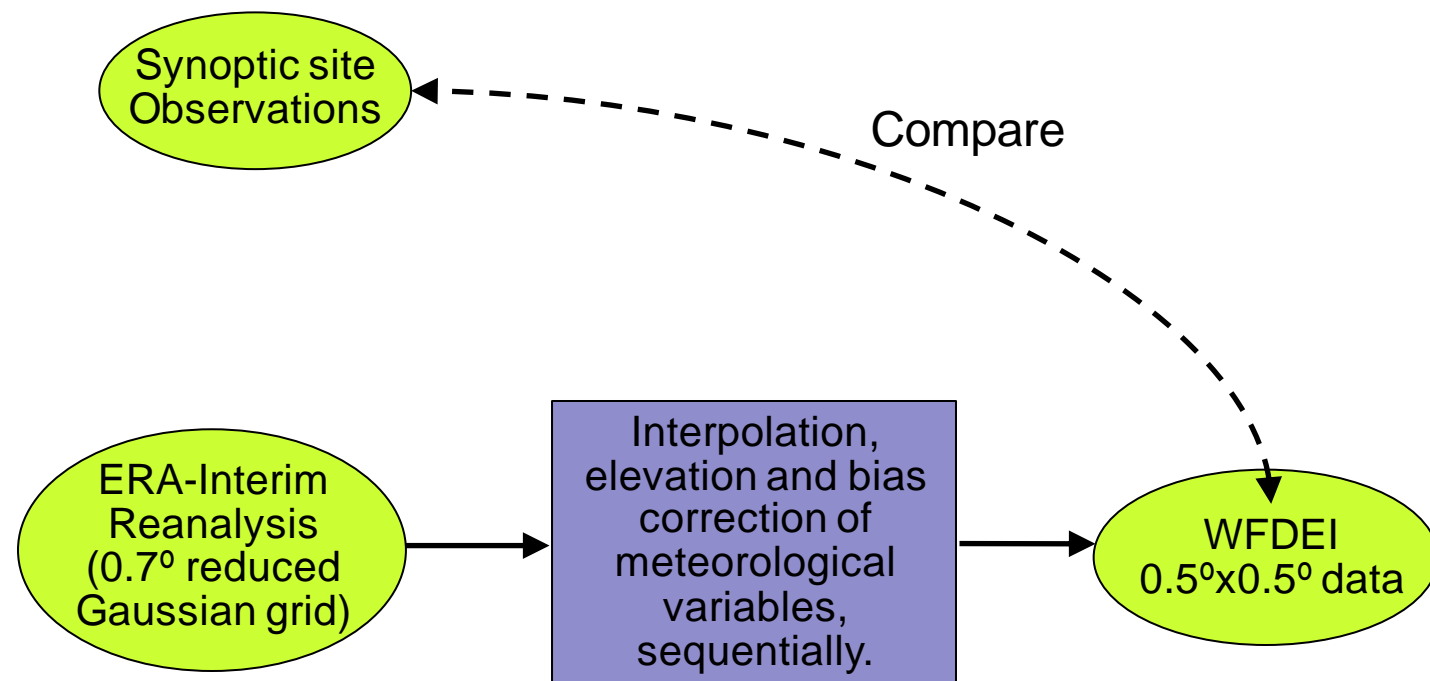 Synoptic site
Observations
Compare
ERA-Interim
Reanalysis
(0.7º reduced
Gaussian grid)
Interpolation,
elevation and bias
correction of
meteorological
variables,
sequentially.
WFDEI
0.5ºx0.5º data